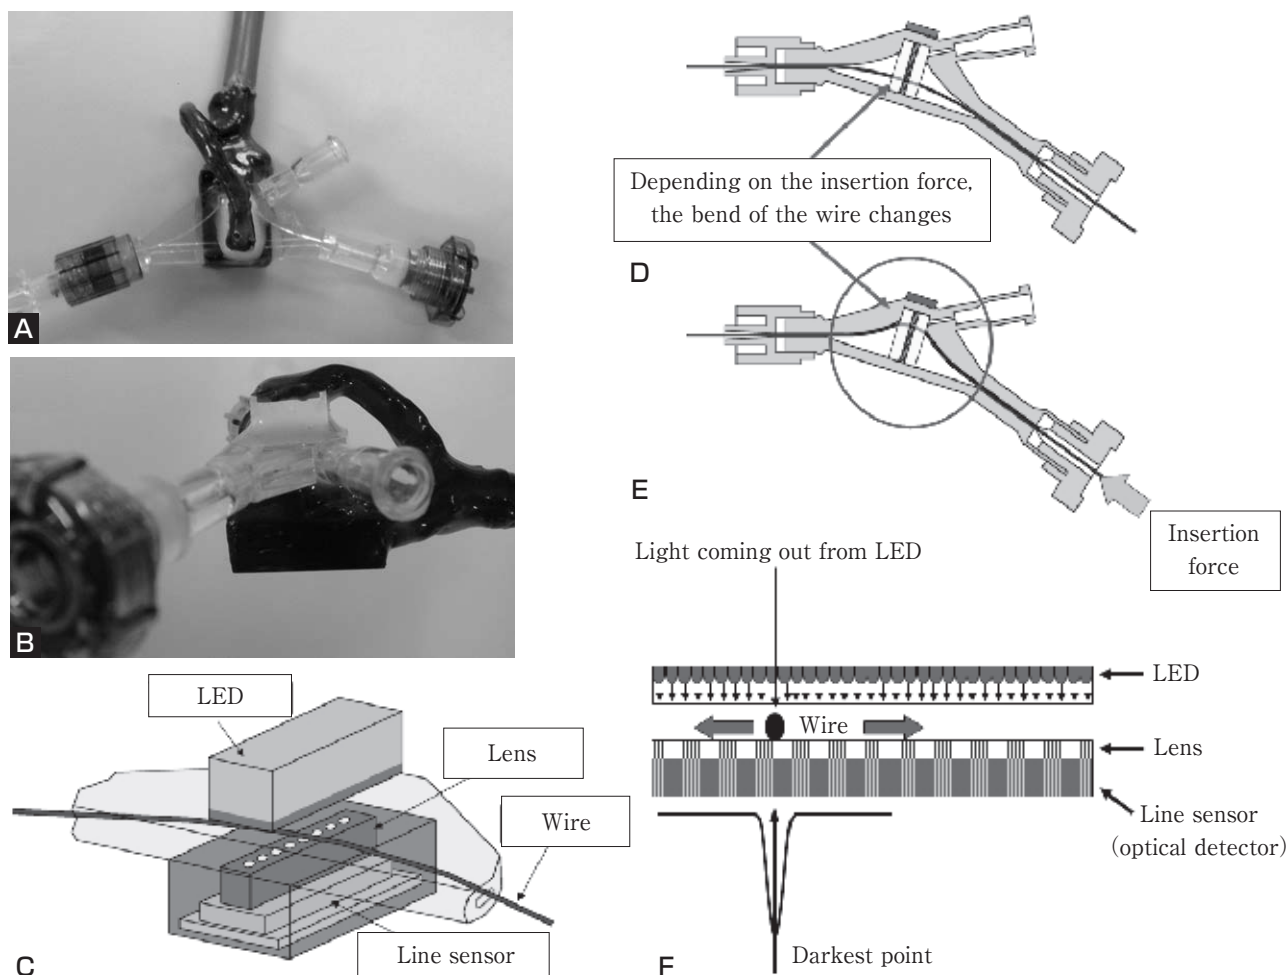 A
B
LED
Lens
Wire
Line sensor
C
Depending on the insertion force,
the bend of the wire changes
D
E
Insertion
force
Light coming out from LED
LED
Wire
Lens
Line sensor
(optical detector)
Darkest point
F